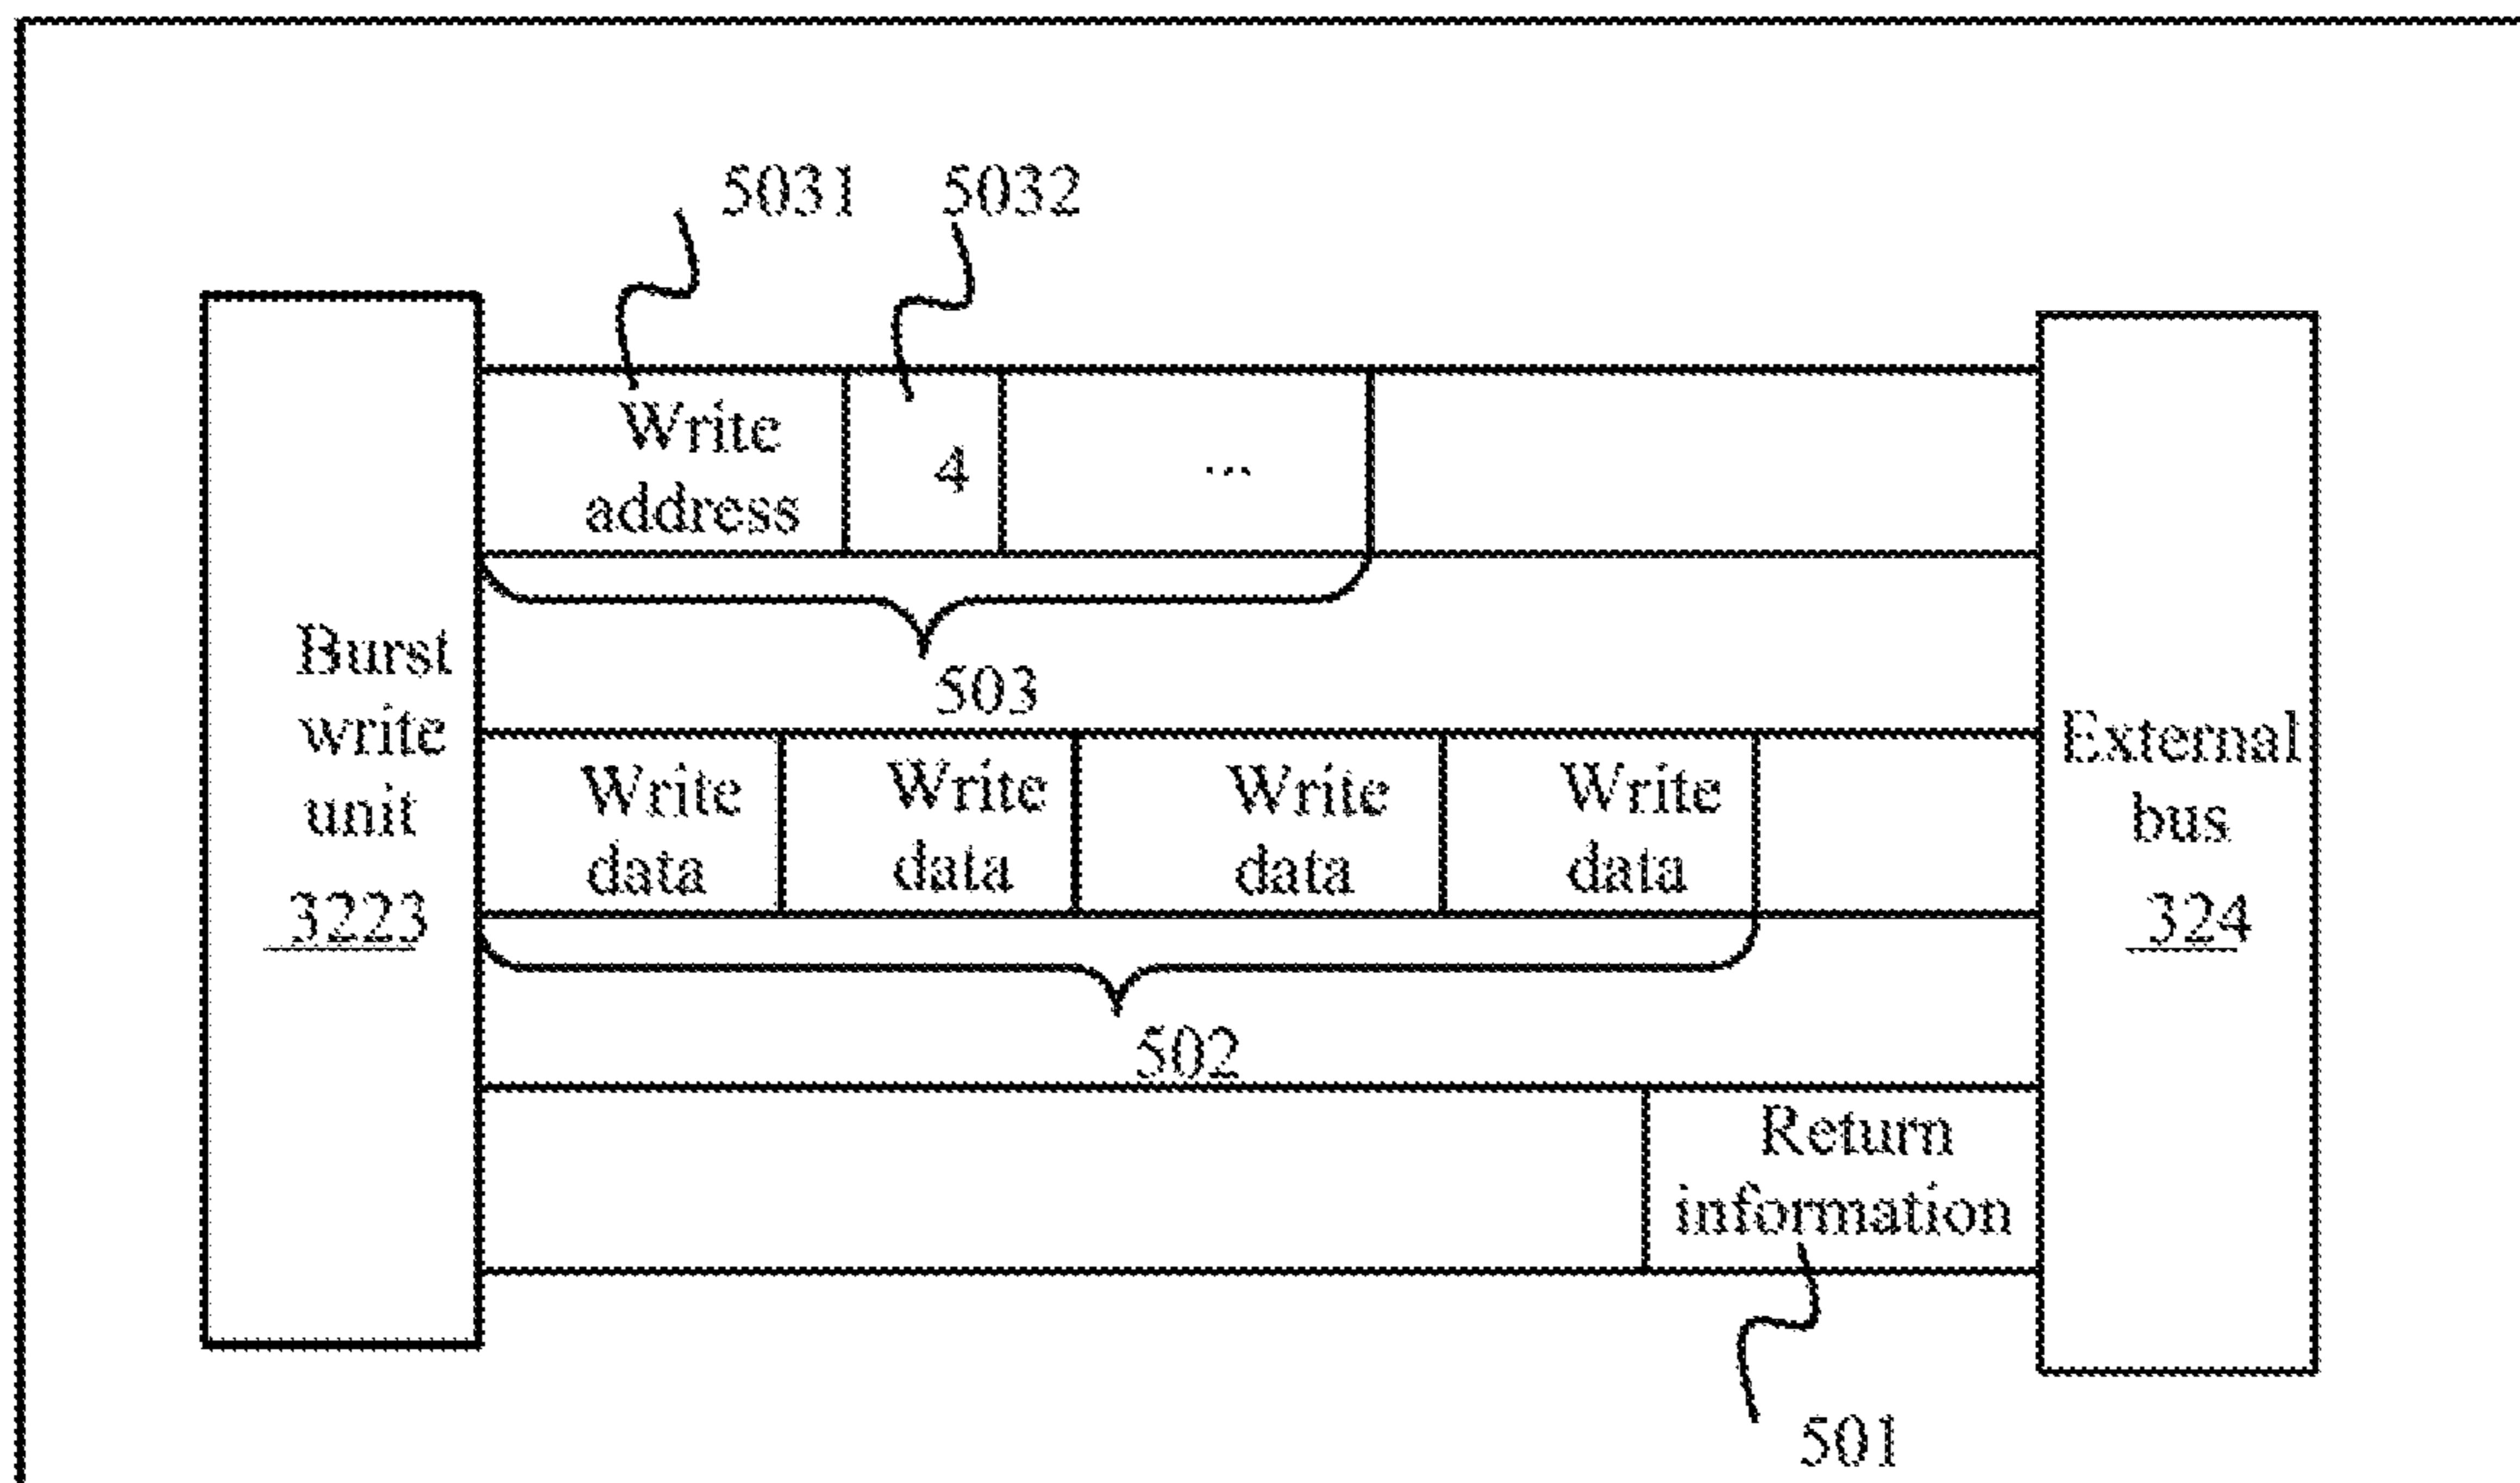 5031
5032
Write
address
4
...
503
Burst
write
unit
3223
Write
data
Write
data
Write
data
Write
data
External
bus
324
502
Return
information
501